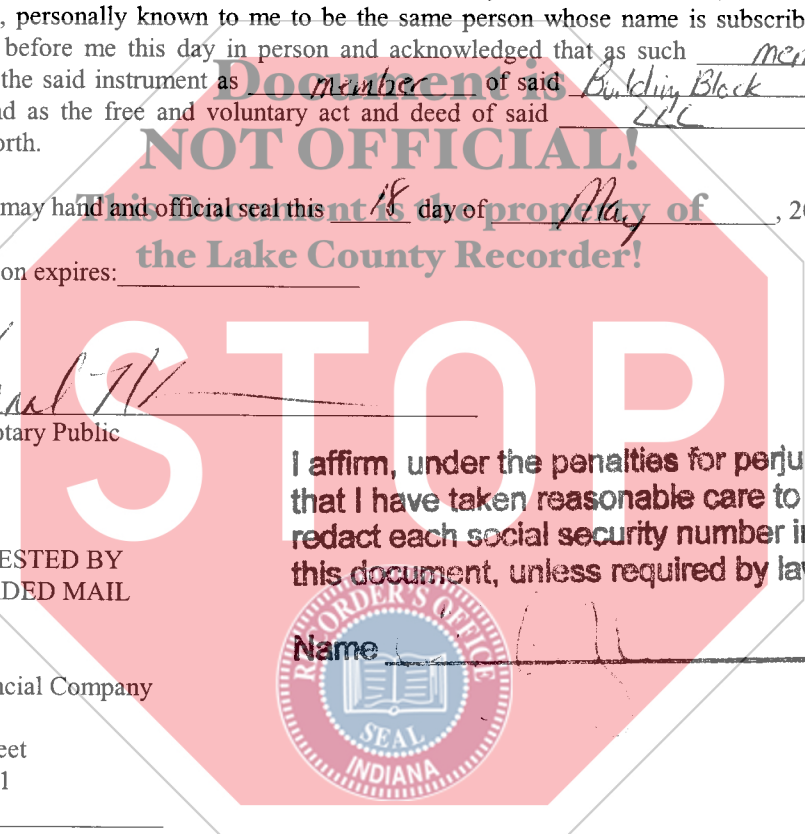 , personally known to me to be the same person whose name is subscrib
before me this day in person and acknowledged that as such
the said instrument as member of said Building Block
nd as the free and voluntary act and deed of said LLC
orth.
may hand and official seal this 18 day of May, 20
on expires:
otary Public
ESTED BY
DED MAIL
ncial Company
eet
1
Document is
NOT OFFICIAL!
This Document is the property of
the Lake County Recorder!
STOP
I affirm, under the penalties for perju
that I have taken reasonable care to
redact each social security number in
this document, unless required by la
Name
RECORDER'S OFFICE
SEAL
INDIANA